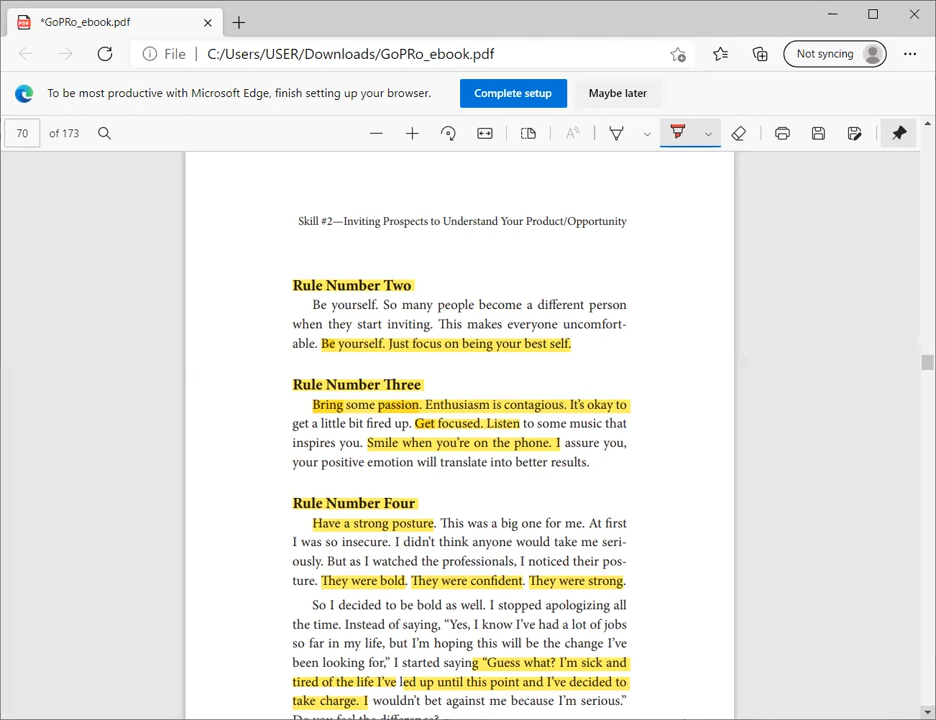 *GoPRo_ebook.pdf
File C:/Users/USER/Downloads/GoPRo_ebook.pdf Not syncing
To be most productive with Microsoft Edge, finish setting up your browser. Complete setup Maybe later
70 of 173
Skill #2—Inviting Prospects to Understand Your Product/Opportunity
Rule Number Two
Be yourself. So many people become a different person
when they start inviting. This makes everyone uncomfort-
able. Be yourself. Just focus on being your best self.
Rule Number Three
Bring some passion. Enthusiasm is contagious. It's okay to
get a little bit fired up. Get focused. Listen to some music that
inspires you. Smile when you're on the phone. I assure you,
your positive emotion will translate into better results.
Rule Number Four
Have a strong posture. This was a big one for me. At first
I was so insecure. I didn't think anyone would take me seri-
ously. But as I watched the professionals, I noticed their pos-
ture. They were bold. They were confident. They were strong.
So I decided to be bold as well. I stopped apologizing all
the time. Instead of saying, “Yes, I know I've had a lot of jobs
so far in my life, but I'm hoping this will be the change I've
been looking for,” I started saying “Guess what? I'm sick and
tired of the life I've led up until this point and I've decided to
take charge. I wouldn't bet against me because I'm serious.”
Do you feel the difference?